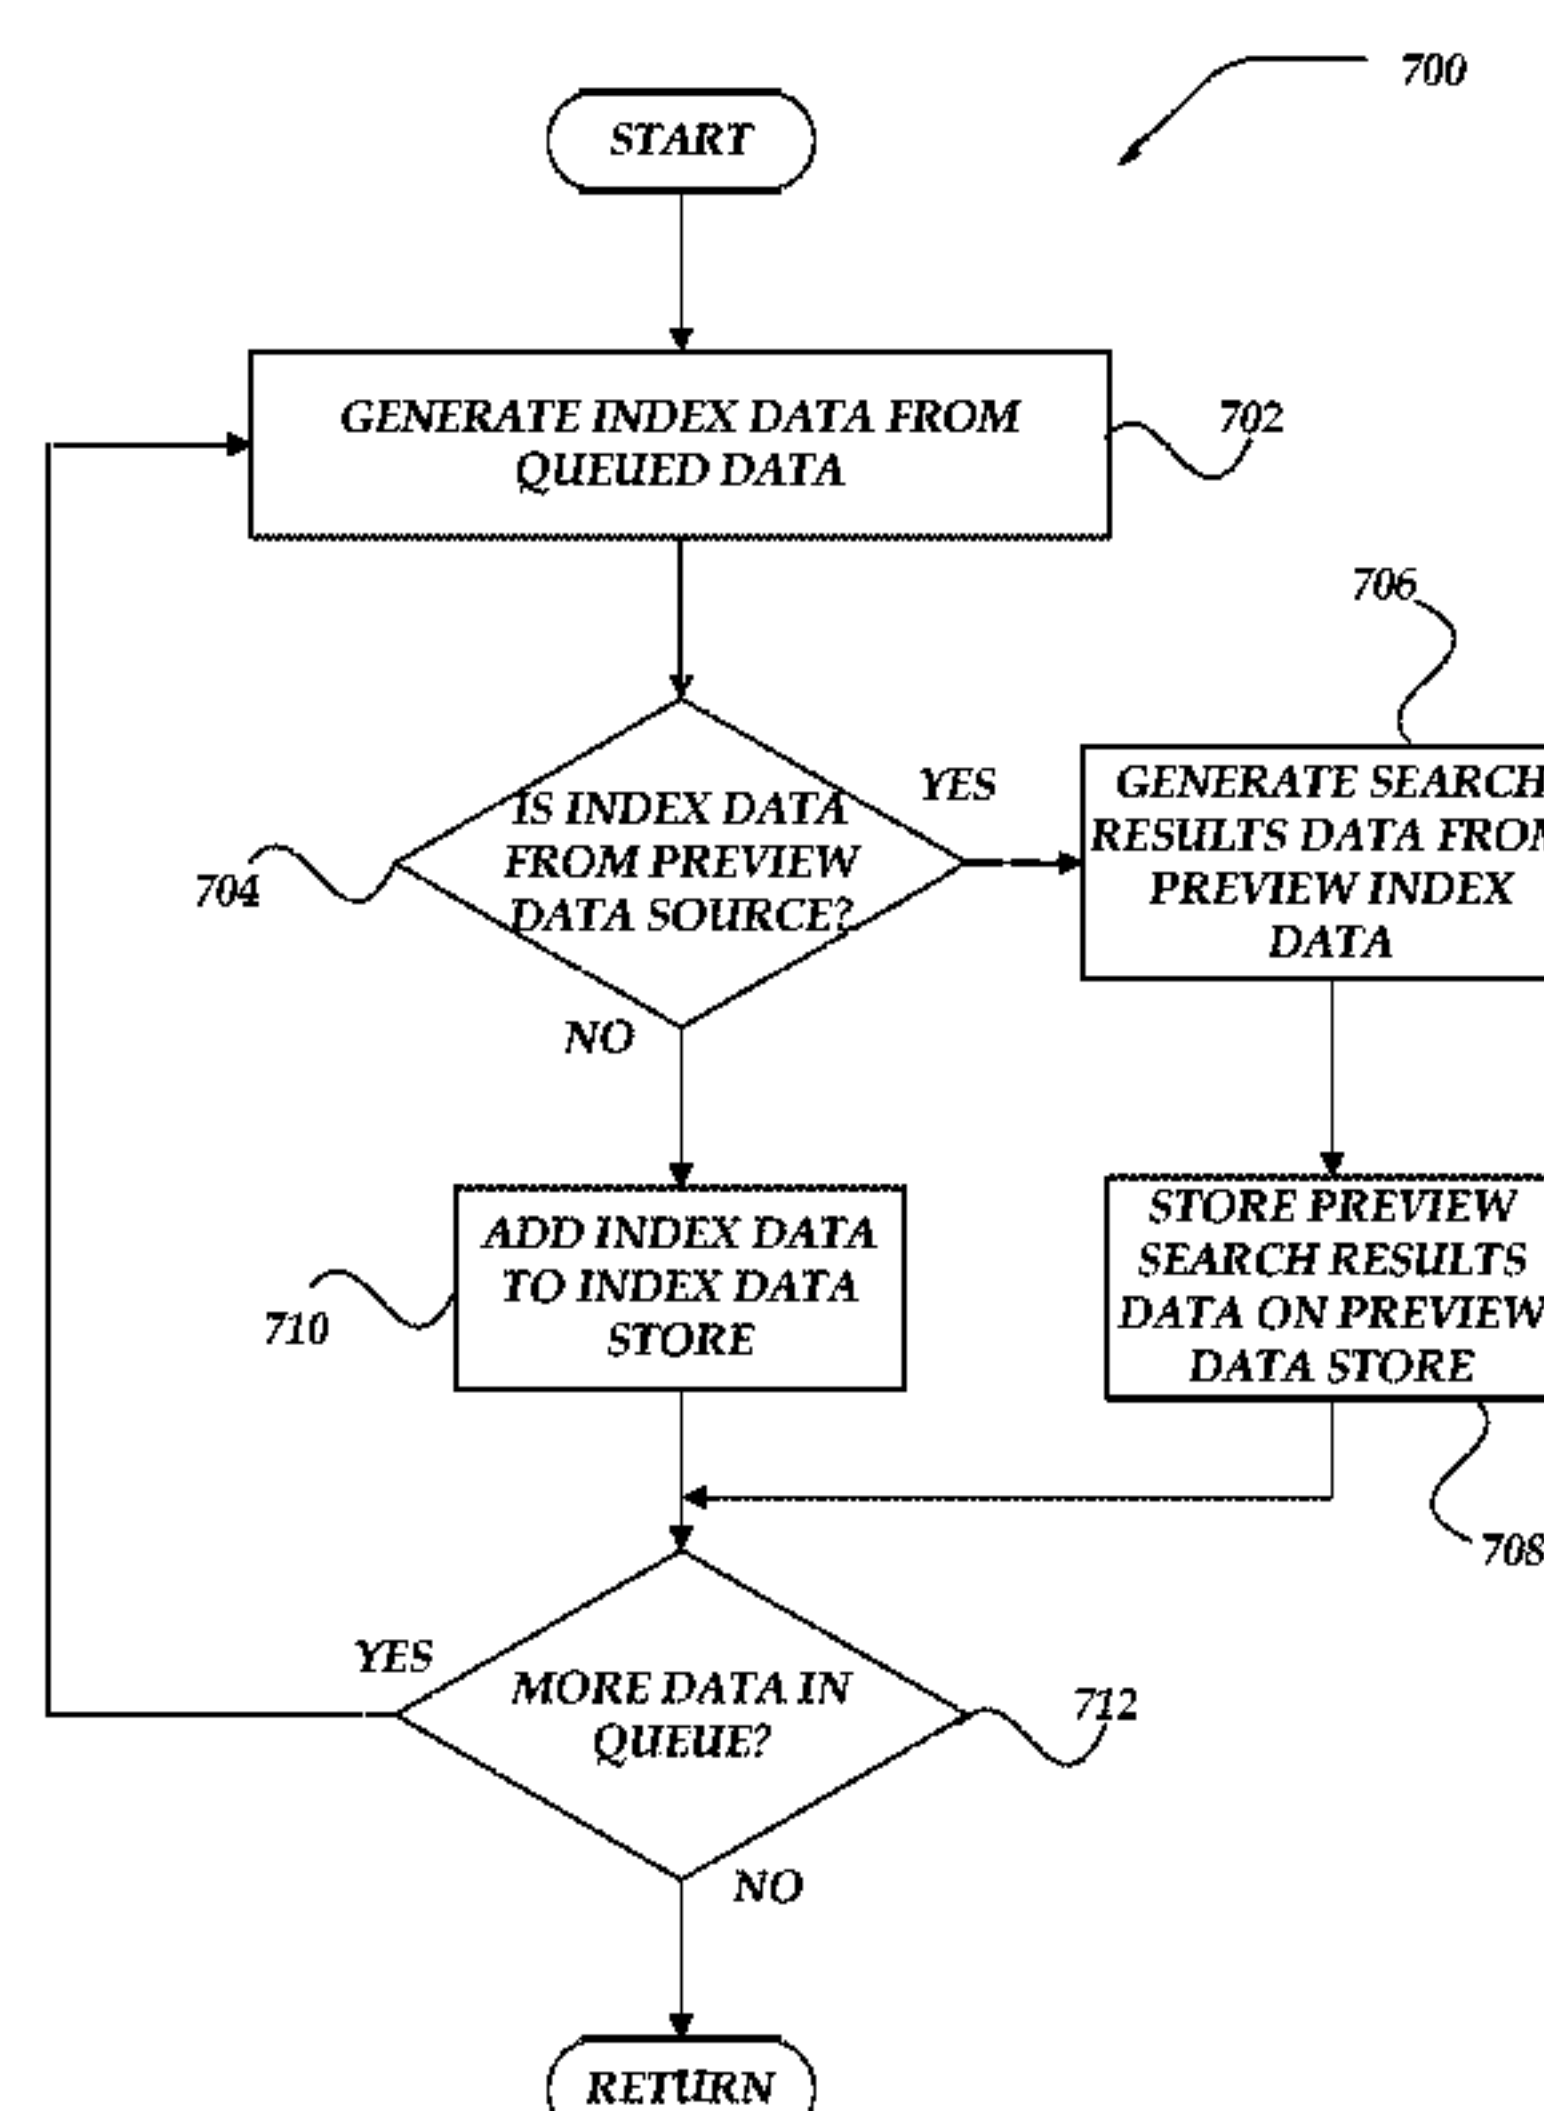 700
START
GENERATE INDEX DATA FROM
QUEUED DATA
702
706
IS INDEX DATA
FROM PREVIEW
DATA SOURCE?
704
YES
GENERATE SEARCH
RESULTS DATA FROM
PREVIEW INDEX
DATA
NO
ADD INDEX DATA
TO INDEX DATA
STORE
710
STORE PREVIEW
SEARCH RESULTS
DATA ON PREVIEW
DATA STORE
708
YES
MORE DATA IN
QUEUE?
712
NO
RETURN